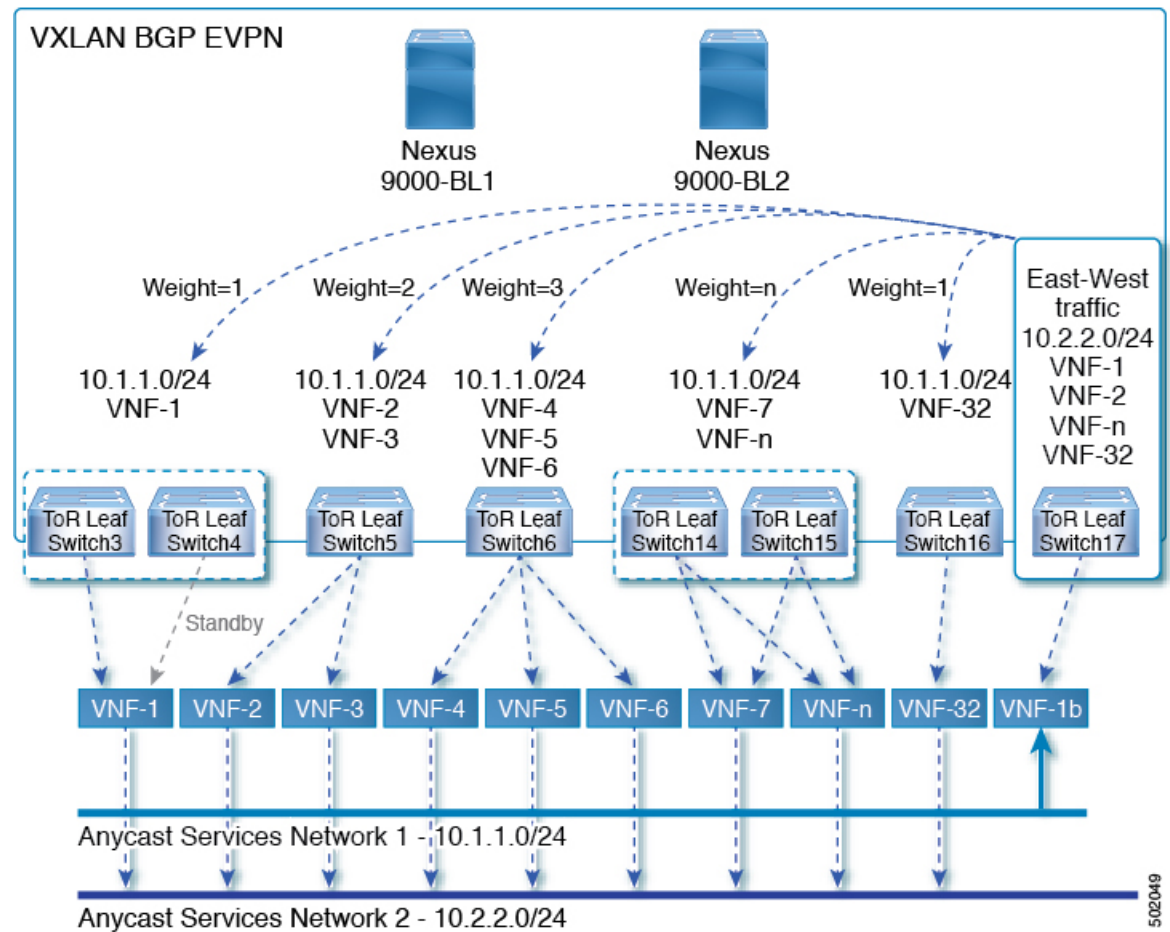 VXLAN BGP EVPN
Nexus
9000-BL1
Nexus
9000-BL2
Weight=1
Weight=2
Weight=3
Weight=n
Weight=1
10.1.1.0/24
VNF-1
10.1.1.0/24
VNF-2
VNF-3
10.1.1.0/24
VNF-4
VNF-5
VNF-6
10.1.1.0/24
VNF-7
VNF-n
10.1.1.0/24
VNF-32
East-West
traffic
10.2.2.0/24
VNF-1
VNF-2
VNF-n
VNF-32
ToR Leaf
Switch3
ToR Leaf
Switch4
ToR Leaf
Switch5
ToR Leaf
Switch6
ToR Leaf
Switch14
ToR Leaf
Switch15
ToR Leaf
Switch16
ToR Leaf
Switch17
Standby
VNF-1
VNF-2
VNF-3
VNF-4
VNF-5
VNF-6
VNF-7
VNF-n
VNF-32
VNF-1b
Anycast Services Network 1 - 10.1.1.0/24
Anycast Services Network 2 - 10.2.2.0/24
502049